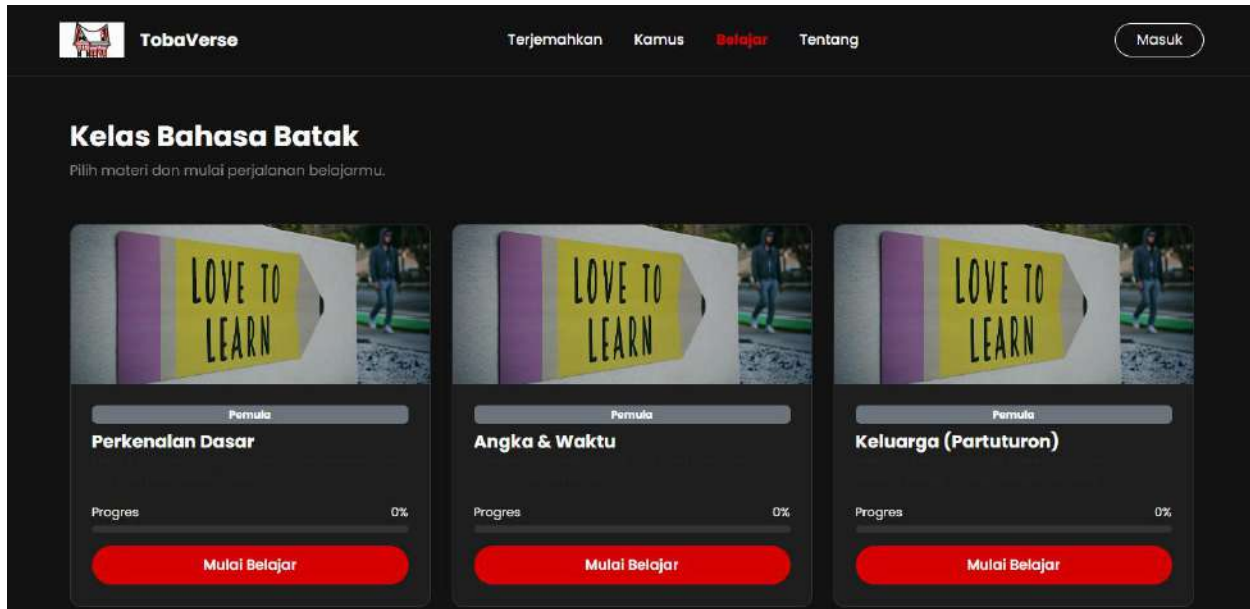 TobaVerse
Terjemahkan Kamus Belajar Tentang
Masuk
Kelas Bahasa Batak
Pilih materi dan mulai perjalanan belajarmu.
LOVE TO
LEARN
Pemula
Perkenalan Dasar
Progres 0%
Mulai Belajar
LOVE TO
LEARN
Pemula
Angka & Waktu
Progres 0%
Mulai Belajar
LOVE TO
LEARN
Pemula
Keluarga (Partuturon)
Progres 0%
Mulai Belajar